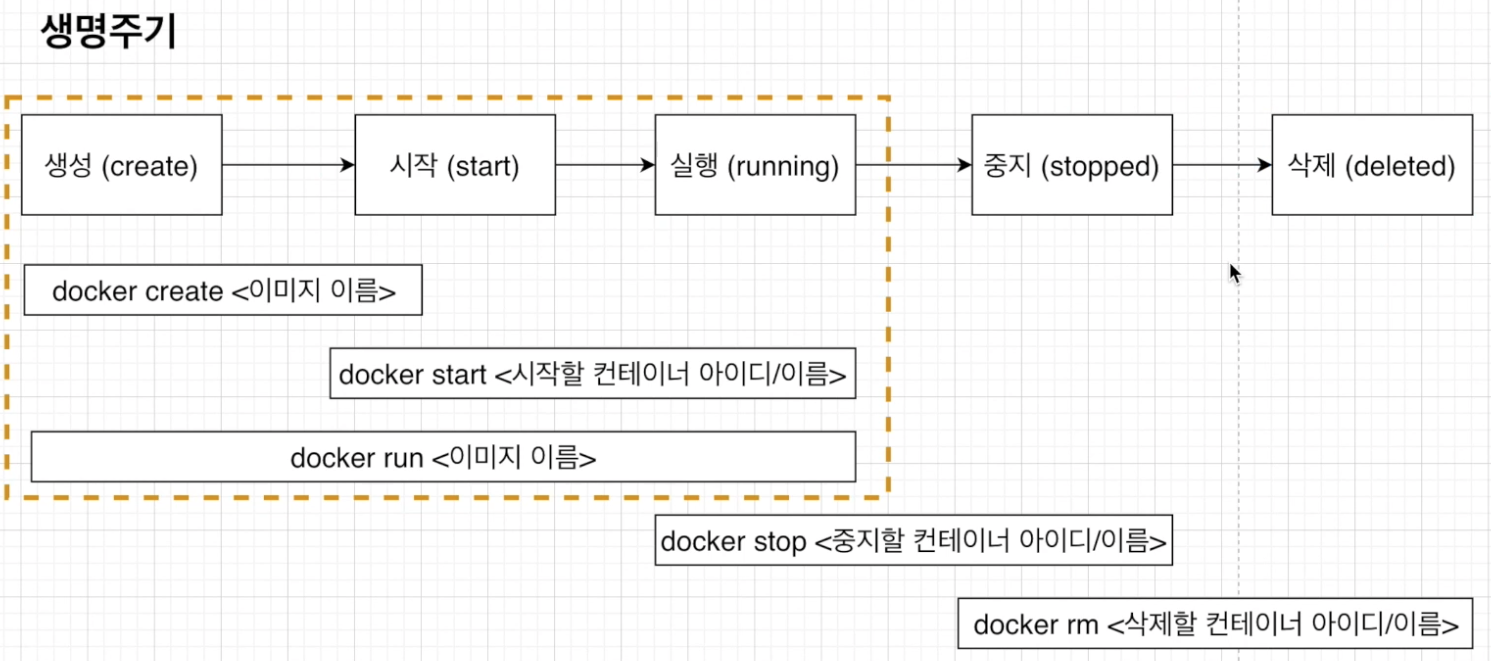 생명주기
생성 (create)
시작 (start)
실행 (running)
중지 (stopped)
삭제 (deleted)
docker create <이미지 이름>
docker start <시작할 컨테이너 아이디/이름>
docker run <이미지 이름>
docker stop <중지할 컨테이너 아이디/이름>
docker rm <삭제할 컨테이너 아이디/이름>